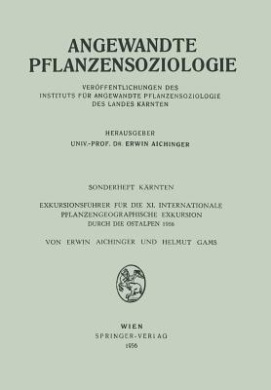 ANGEWANDTE
PFLANZENSOZIOLOGIE
VERÖFFENTLICHUNGEN DES
INSTITUTS FÜR ANGEWANDTE PFLANZENSOZIOLOGIE
DES LANDES KÄRNTEN
HERAUSGEBER
UNIV.-PROF. DR. ERWIN AICHINGER
SONDERHEFT KÄRNTEN
EXKURSIONSFÜHRER FÜR DIE XI. INTERNATIONALE
PFLANZENGEOGRAPHISCHE EXKURSION
DURCH DIE OSTALPEN 1956
VON ERWIN AICHINGER UND HELMUT GAMS
WIEN
SPRINGER-VERLAG
1956